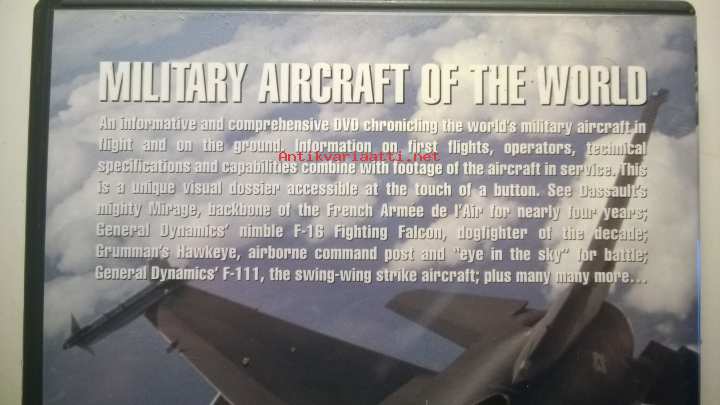 MILITARY AIRCRAFT OF THE WORLD
An informative and comprehensive DVD chronicling the world's military aircraft in
flight and on the ground. Information on first flights, operators, technical
Antikvariaatti.net
specifications and capabilities combine with footage of the aircraft in service. This
is a unique visual dossier accessible at the touch of a button. See Dassault's
mighty Mirage, backbone of the French Armee de l'Air for nearly four years;
General Dynamics' nimble F-16 Fighting Falcon, dogfighter of the decade;
Grumman's Hawkeye, airborne command post and "eye in the sky" for battle;
General Dynamics' F-111, the swing-wing strike aircraft; plus many many more...